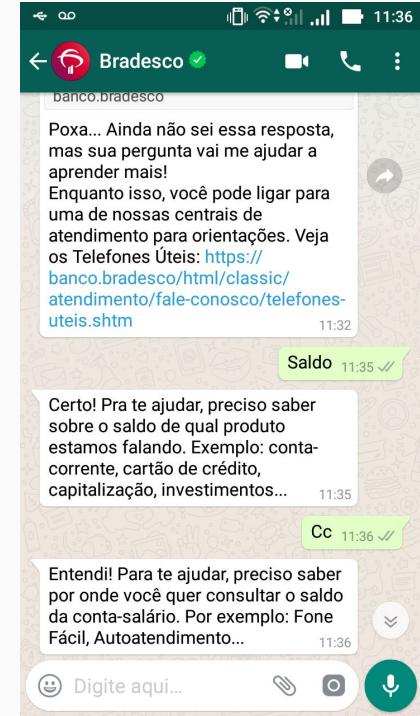 11:36
Bradesco
banco.bradesco
Poxa... Ainda não sei essa resposta,
mas sua pergunta vai me ajudar a
aprender mais!
Enquanto isso, você pode ligar para
uma de nossas centrais de
atendimento para orientações. Veja
os Telefones Úteis: https://
banco.bradesco/html/classic/
atendimento/fale-conosco/telefones-
uteis.shtm
11:32
Saldo 11:35
Certo! Pra te ajudar, preciso saber
sobre o saldo de qual produto
estamos falando. Exemplo: conta-
corrente, cartão de crédito,
capitalização, investimentos...
11:35
Cc 11:36
Entendi! Para te ajudar, preciso saber
por onde você quer consultar o saldo
da conta-salário. Por exemplo: Fone
Fácil, Autoatendimento...
11:36
Digite aqui...